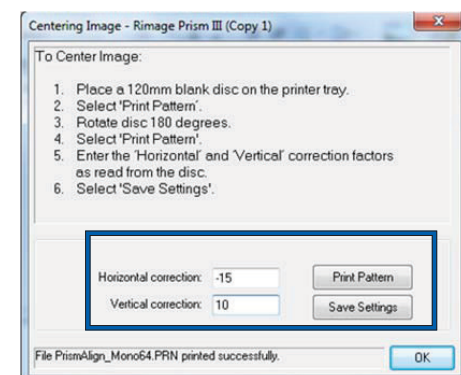 Centering Image - Rimage Prism III (Copy 1)
To Center Image:
1. Place a 120mm blank disc on the printer tray.
2. Select 'Print Pattern'.
3. Rotate disc 180 degrees.
4. Select 'Print Pattern'.
5. Enter the 'Horizontal' and 'Vertical' correction factors
as read from the disc.
6. Select 'Save Settings'.
Horizontal correction: -15 Print Pattern
Vertical correction: 10 Save Settings
File PrismAlign_Mono64.PRN printed successfully. OK